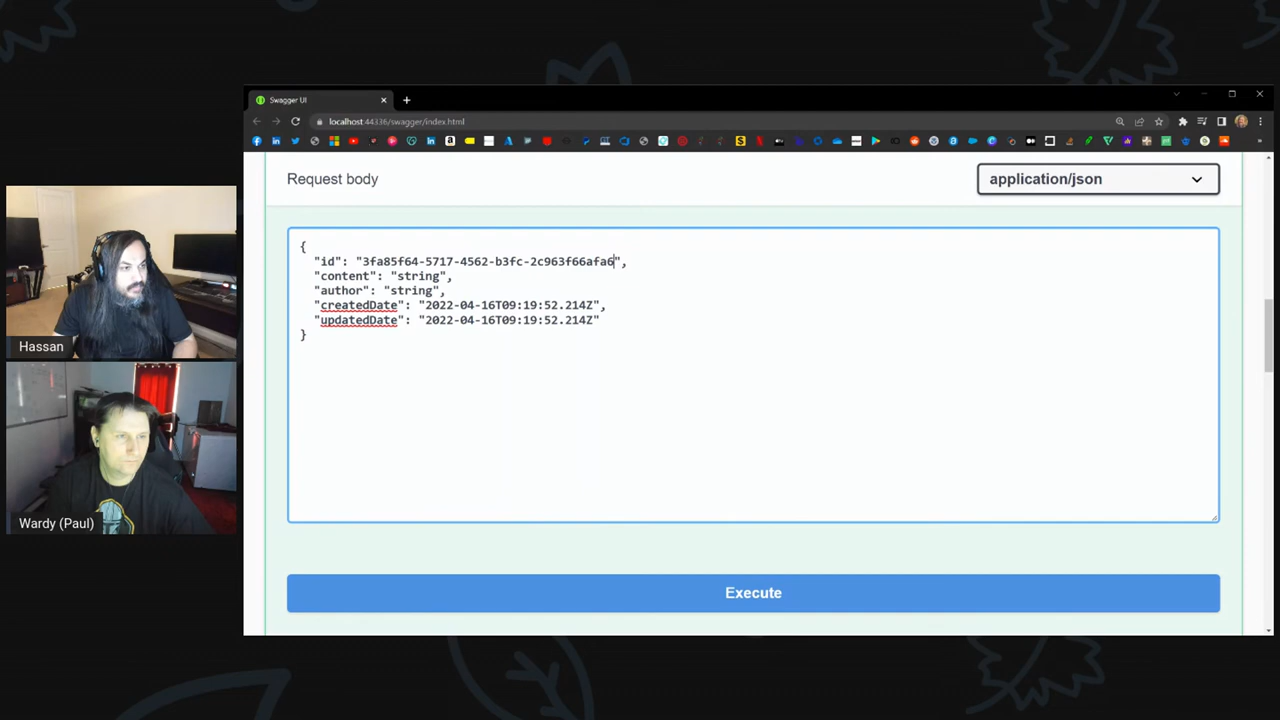 Swagger UI
localhost:44336/swagger/index.html
Request body
application/json
{
"id": "3fa85f64-5717-4562-b3fc-2c963f66afa6",
"content": "string",
"author": "string",
"createdDate": "2022-04-16T09:19:52.214Z",
"updatedDate": "2022-04-16T09:19:52.214Z"
}
Execute
Hassan
Wardy (Paul)